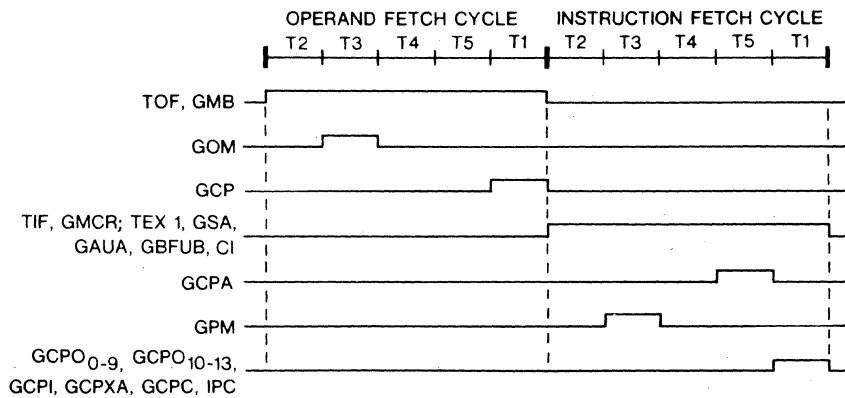 OPERAND FETCH CYCLE INSTRUCTION FETCH CYCLE
T2 T3 T4 T5 T1 T2 T3 T4 T5 T1
TOF, GMB
GOM
GCP
TIF, GMCR; TEX 1, GSA,
GAUA, GBFUB, CI
GCPA
GPM
GCPO0-9, GCPO10-13,
GCPI, GCPXA, GCPC, IPC